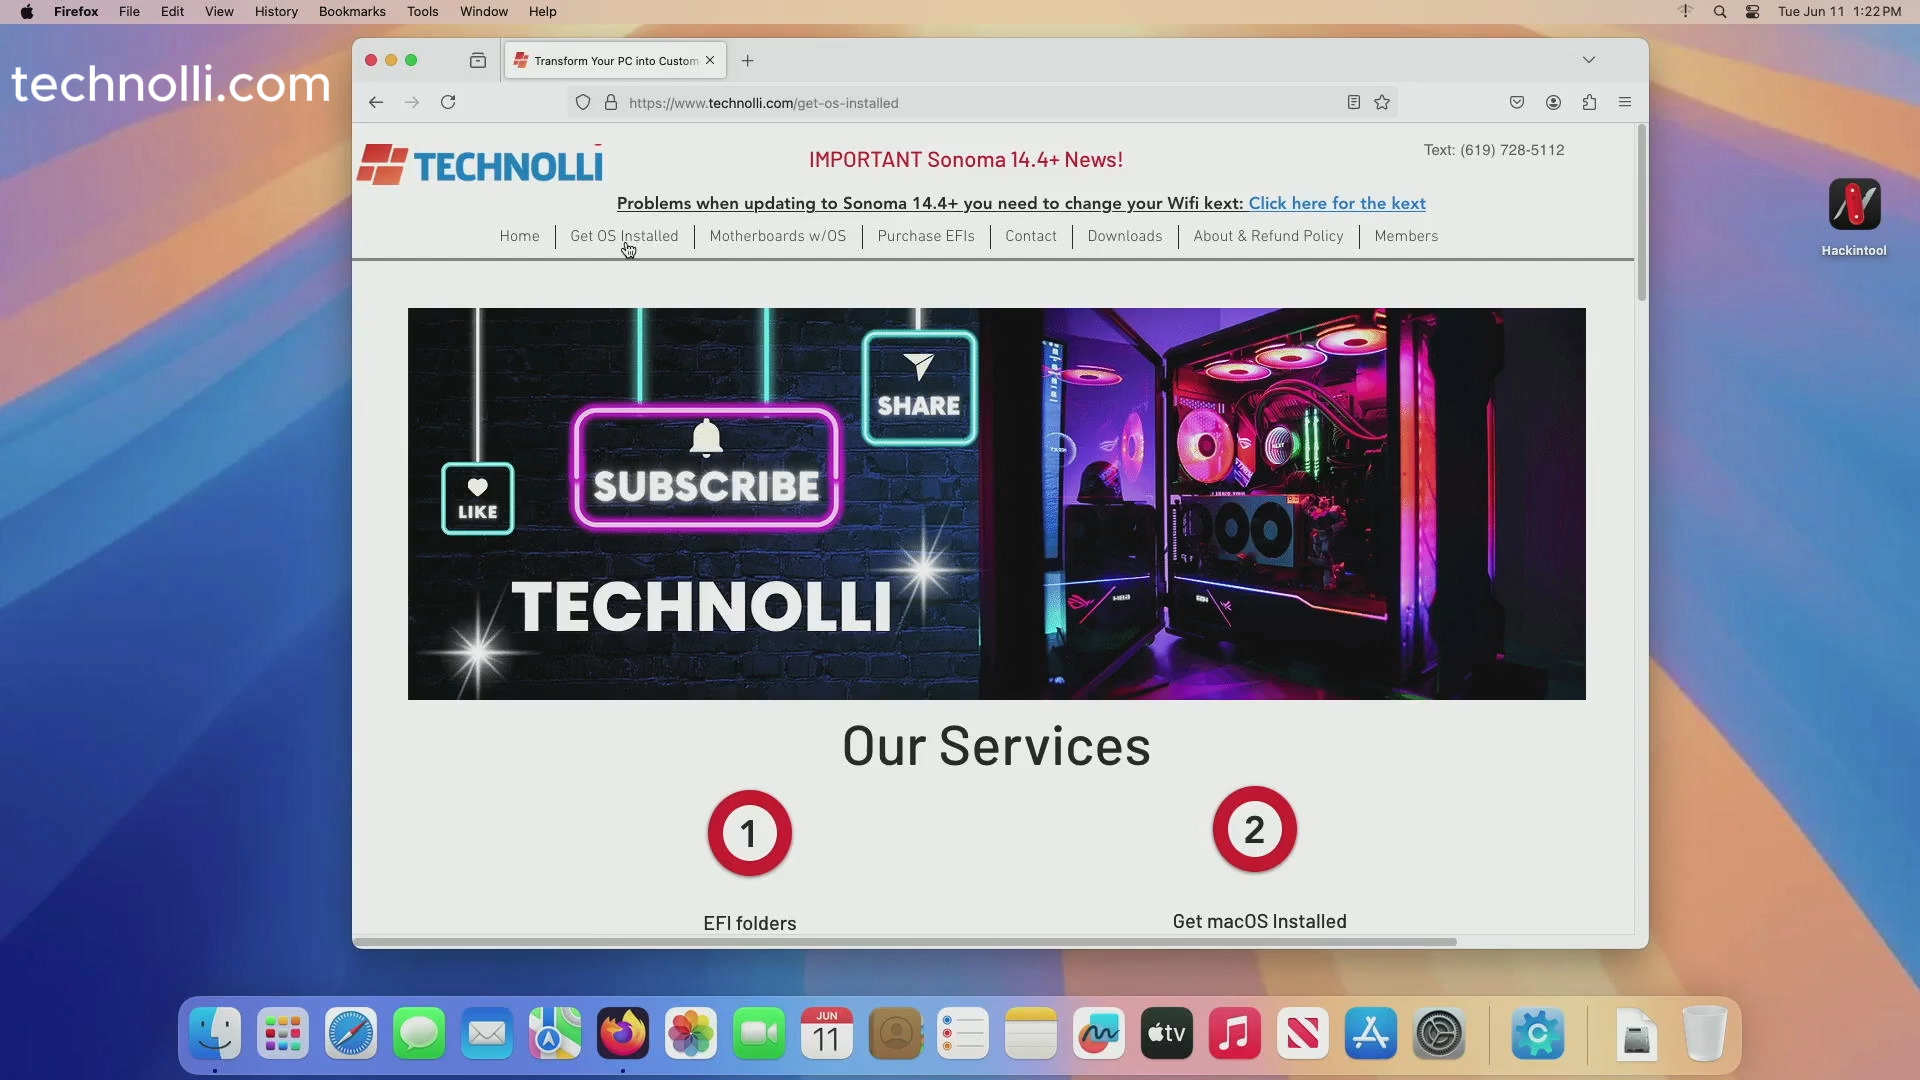 Firefox File Edit View History Bookmarks Tools Window Help
Tue Jun 11 1:22 PM
technolli.com
Transform Your PC into Custom
https://www.technolli.com/get-os-installed
TECHNOLLI
IMPORTANT Sonoma 14.4+ News!
Text: (619) 728-5112
Problems when updating to Sonoma 14.4+ you need to change your Wifi kext: Click here for the kext
Home Get OS Installed Motherboards w/OS Purchase EFIs Contact Downloads About & Refund Policy Members
Hackintool
SHARE
SUBSCRIBE
LIKE
TECHNOLLI
Our Services
1
2
EFI folders
Get macOS Installed
JUN
11
tv